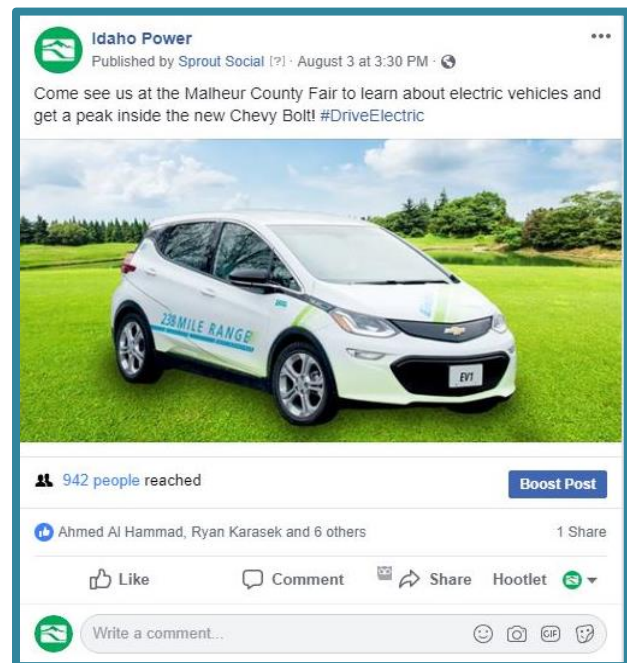 Idaho Power
Published by Sprout Social [?] · August 3 at 3:30 PM ·
Come see us at the Malheur County Fair to learn about electric vehicles and
get a peak inside the new Chevy Bolt! #DriveElectric
238 MILE RANGE
EV1
942 people reached
Boost Post
Ahmed Al Hammad, Ryan Karasek and 6 others
1 Share
Like
Comment
Share
Hootlet
Write a comment...
GIF